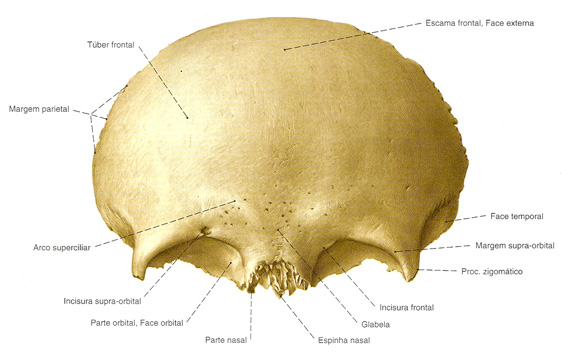 Escama frontal, Face externa
Túber frontal
Margem parietal
Face temporal
Arco superciliar
Margem supra-orbital
Proc. zigomático
Incisura supra-orbital
Incisura frontal
Parte orbital, Face orbital
Glabela
Parte nasal
Espinha nasal